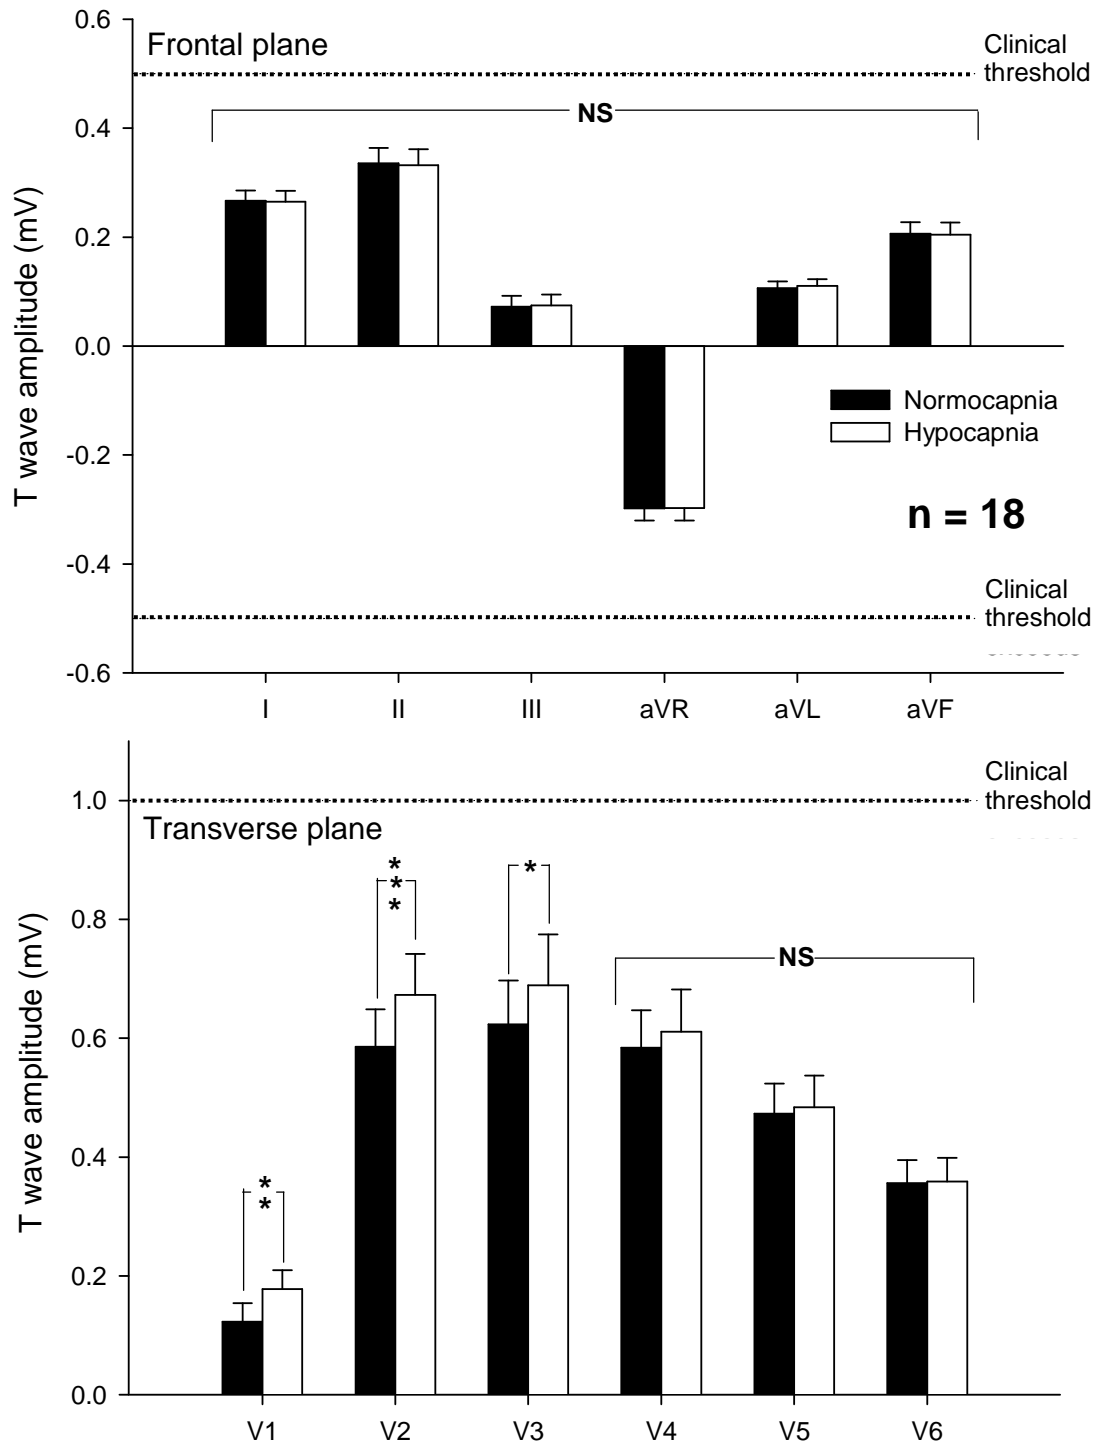 0.6
Frontal plane
Clinical
threshold
NS
0.4
0.2
0.0
-0.2
-0.4
-0.6
T wave amplitude (mV)
Normocapnia
Hypocapnia
n = 18
Clinical
threshold
I II III aVR aVL aVF
Clinical
threshold
1.0
Transverse plane
***
*
0.8
NS
0.6
0.4
**
0.2
0.0
T wave amplitude (mV)
V1 V2 V3 V4 V5 V6